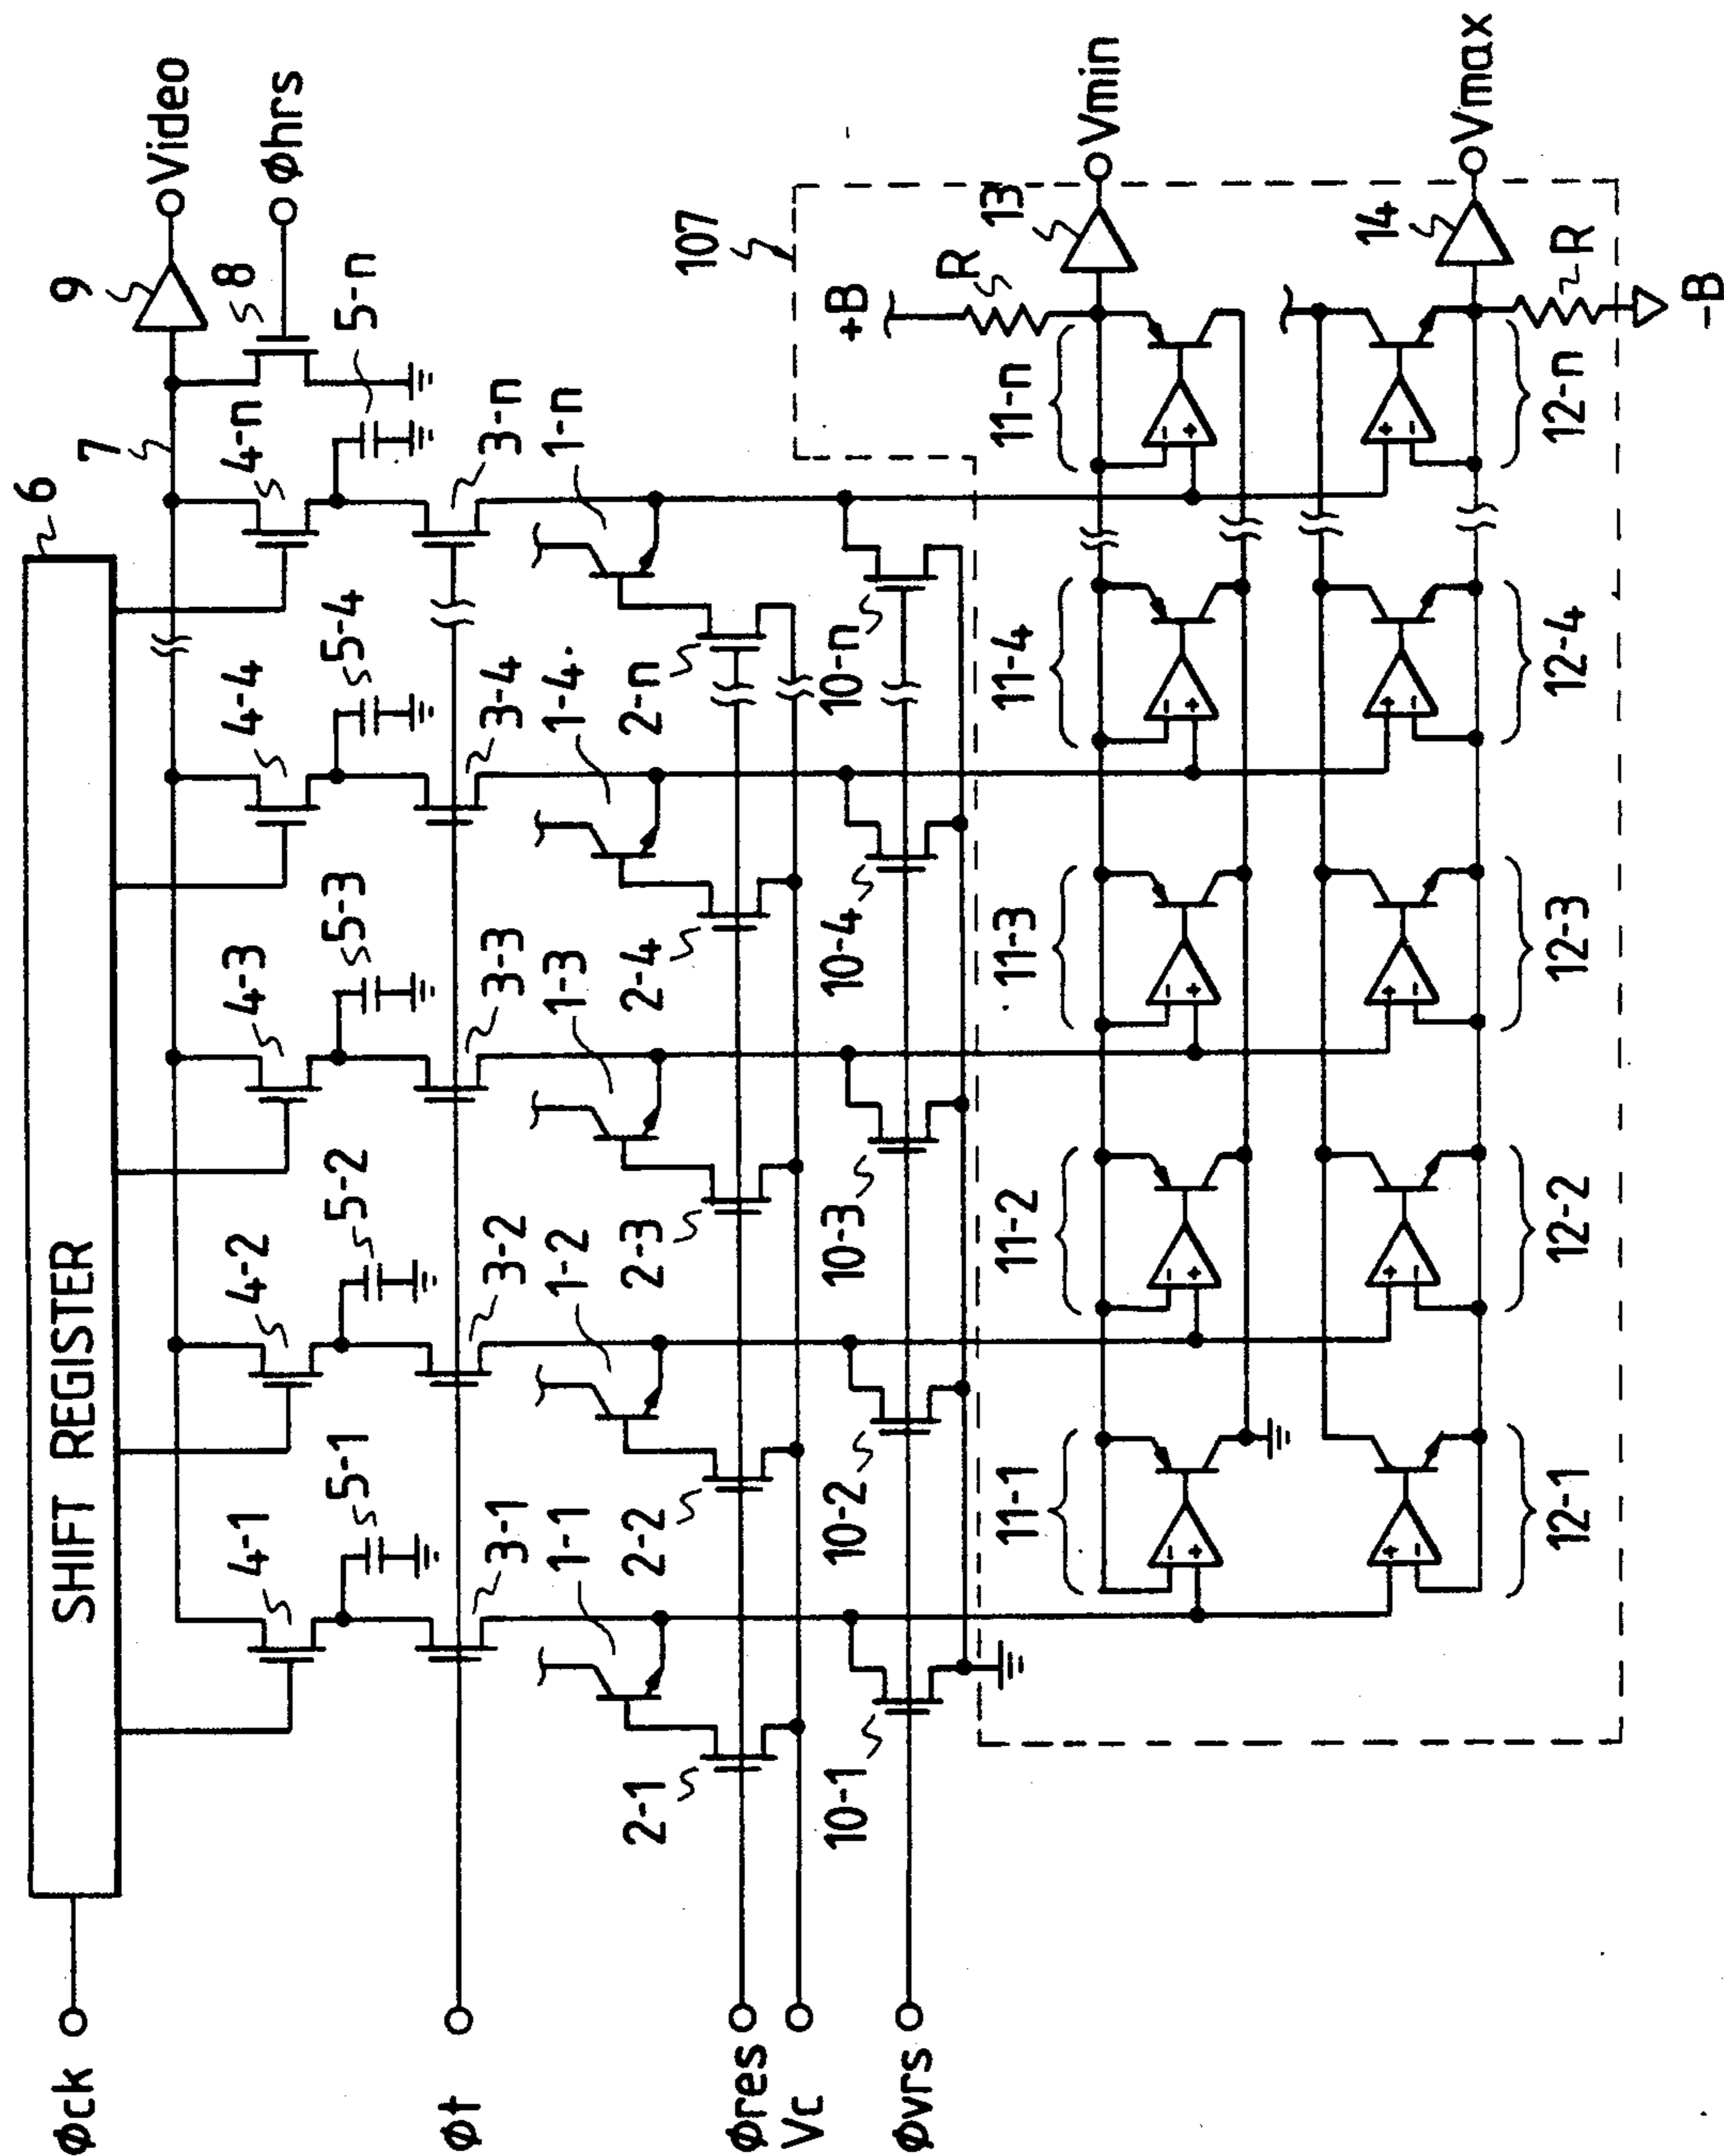 SHIFT REGISTER
6
7
9
Video
φhrs
8
φck
4-1
4-2
4-3
4-4
4-n
5-1
5-2
5-3
5-4
5-n
φt
3-1
3-2
3-3
3-4
3-n
1-1
1-2
1-3
1-4
1-n
2-1
2-2
2-3
2-4
2-n
φres
Vc
10-1
10-2
10-3
10-4
10-n
φvrs
107
+B
R
13
Vmin
11-1
11-2
11-3
11-4
11-n
- +
- +
- +
- +
- +
+ -
+ -
+ -
+ -
+ -
14
Vmax
R
-B
12-1
12-2
12-3
12-4
12-n